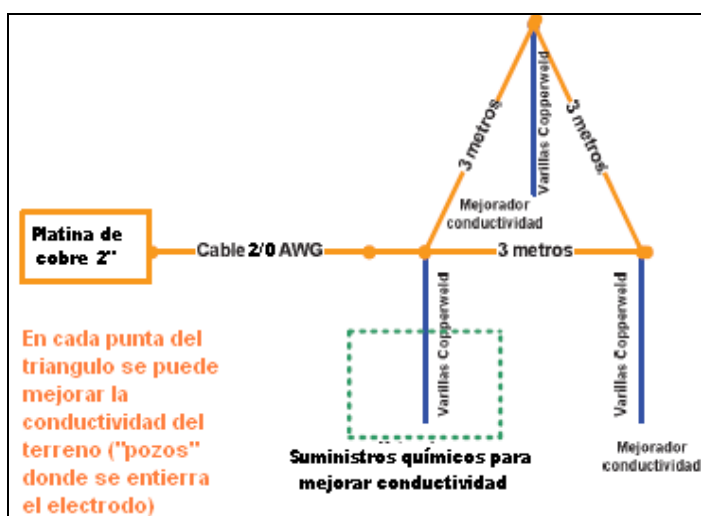 3 metros
Varillas Copperweld
3 metros
Mejorador
conductividad
Platina de
cobre 2"
Cable 2/0 AWG
3 metros
Varillas Copperweld
Varillas Copperweld
En cada punta del
triangulo se puede
mejorar la
conductividad del
terreno ("pozos"
donde se entierra
el electrodo)
Suministros químicos para
mejorar conductividad
Mejorador
conductividad